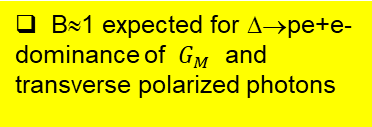 ❑ B≈1 expected for Δ→pe+e-
dominance of G_M and
transverse polarized photons